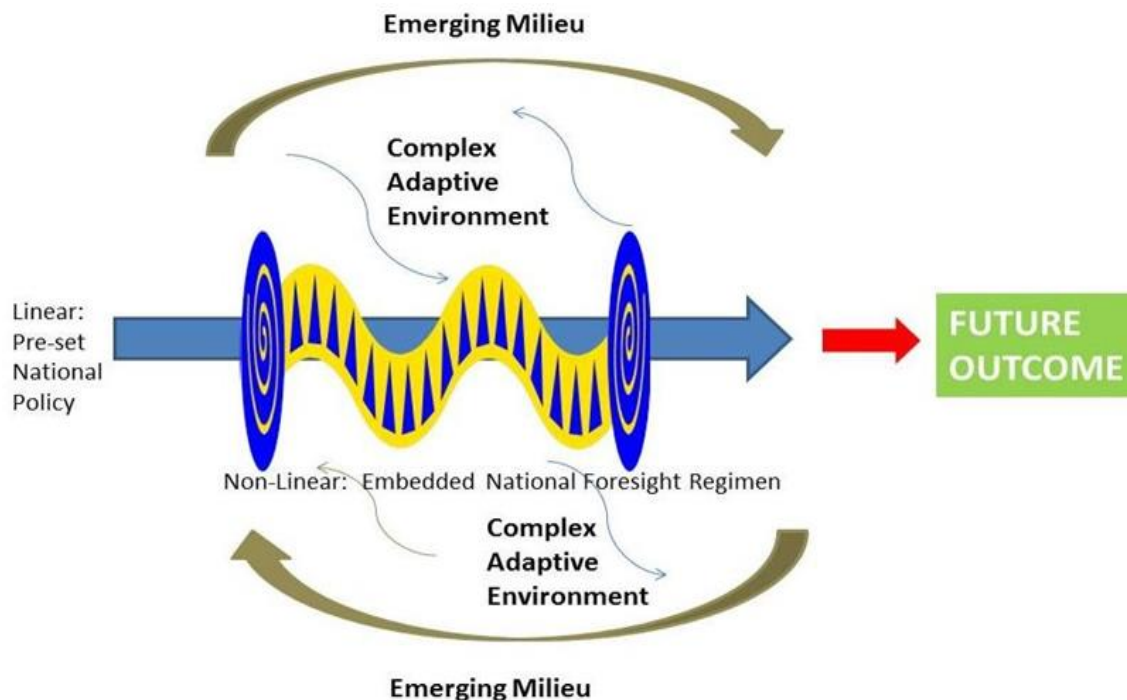 Emerging Milieu
Complex
Adaptive
Environment
Linear:
Pre-set
National
Policy
FUTURE
OUTCOME
Non-Linear: Embedded National Foresight Regimen
Complex
Adaptive
Environment
Emerging Milieu